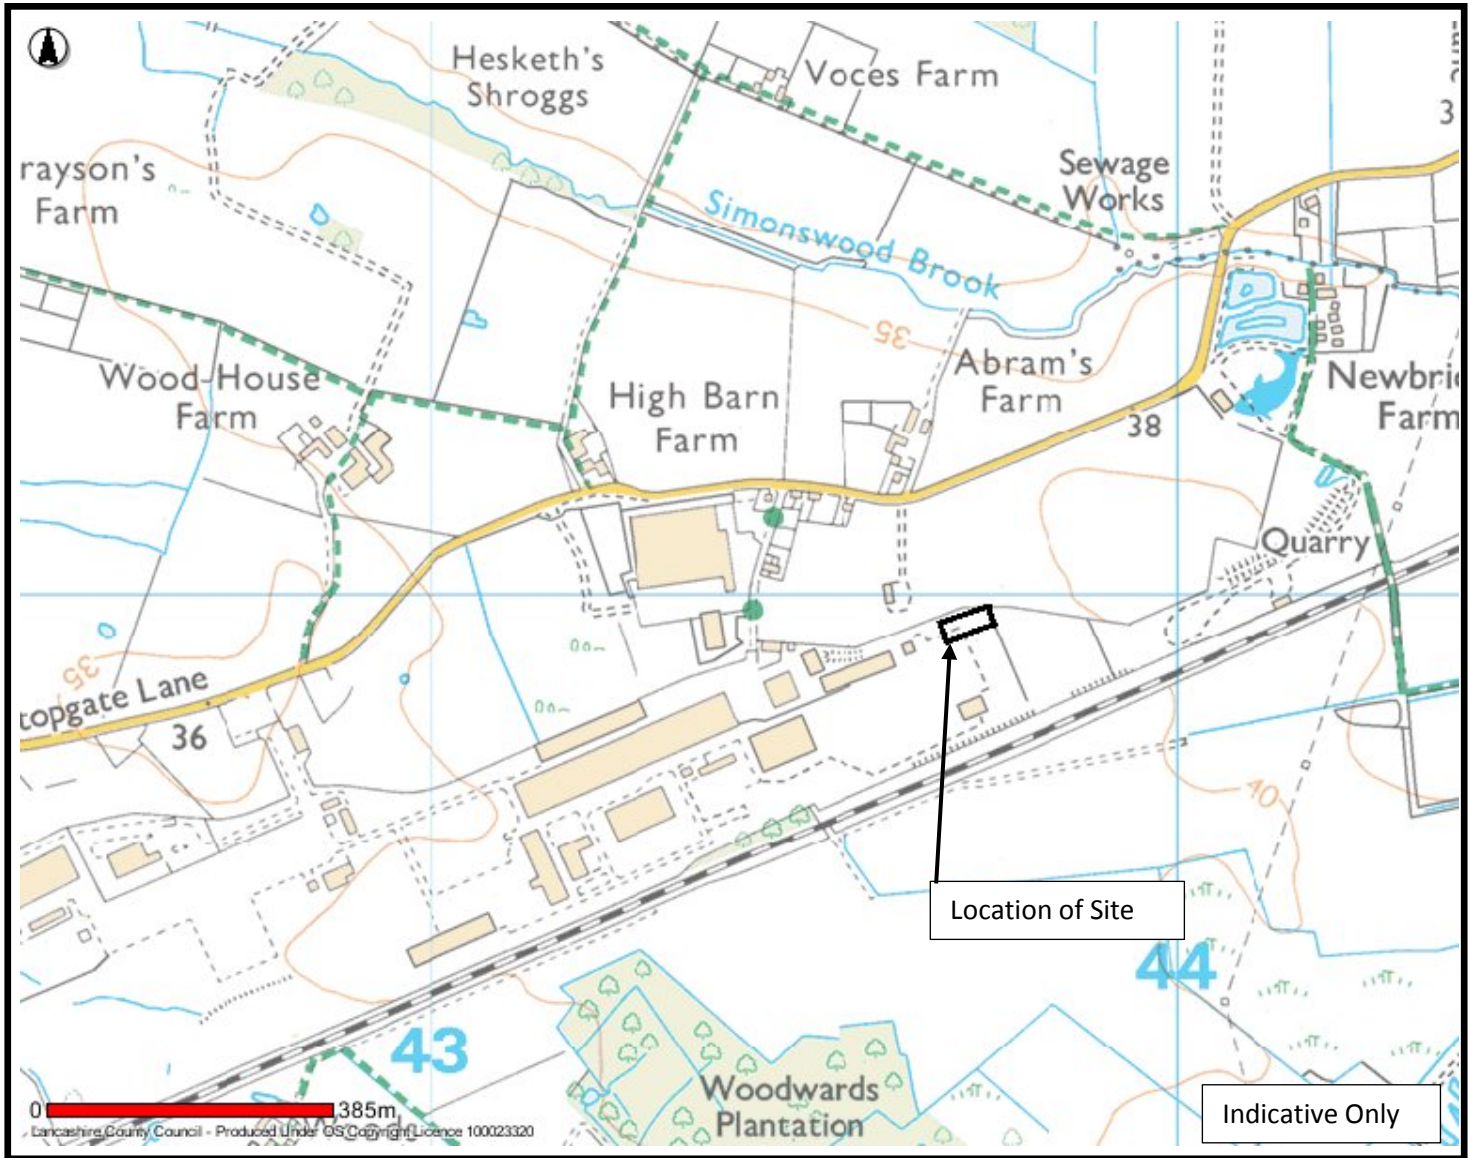 Hesketh's
Shroggs
Voces Farm
3
Sewage
Works
rayson's
Farm
Simonswood Brook
35
Abram's
Farm
Wood-House
Farm
High Barn
Farm
38
Newbri
Farm
Quarry
35
topgate Lane
36
40
Location of Site
44
43
Woodwards
Plantation
0
385m
Indicative Only
Lancashire County Council - Produced Under OS Copyright Licence 100023320